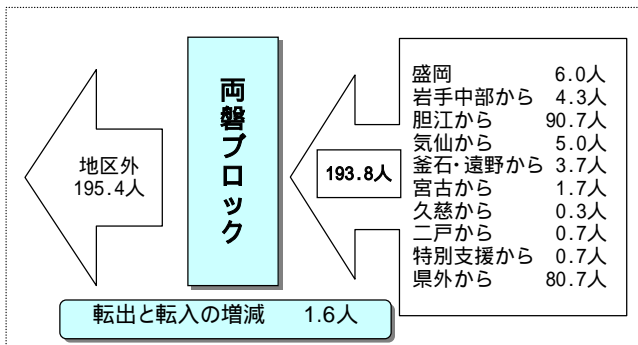 地区外
195.4人
両磐ブロック
193.8人
盛岡 6.0人
岩手中部から 4.3人
胆江から 90.7人
気仙から 5.0人
釜石・遠野から 3.7人
宮古から 1.7人
久慈から 0.3人
二戸から 0.7人
特別支援から 0.7人
県外から 80.7人
転出と転入の増減 1.6人